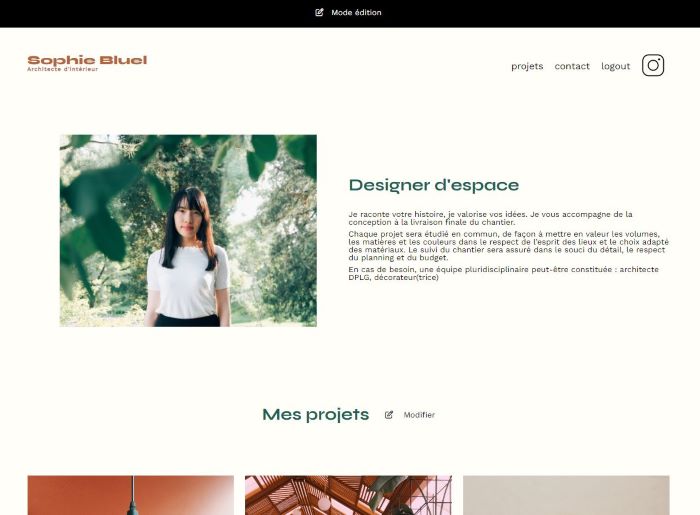 Mode édition
Sophie Bluel
Architecte d'intérieur
projets contact logout
Designer d'espace
Je raconte votre histoire, je valorise vos idées. Je vous accompagne de la
conception à la livraison finale du chantier.
Chaque projet sera étudié en commun, de façon à mettre en valeur les volumes,
les matières et les couleurs dans le respect de l'esprit des lieux et le choix adapté
des matériaux. Le suivi du chantier sera assuré dans le souci du détail, le respect
du planning et du budget.
En cas de besoin, une équipe pluridisciplinaire peut-être constituée : architecte
DPLG, décorateur(trice)
Mes projets Modifier